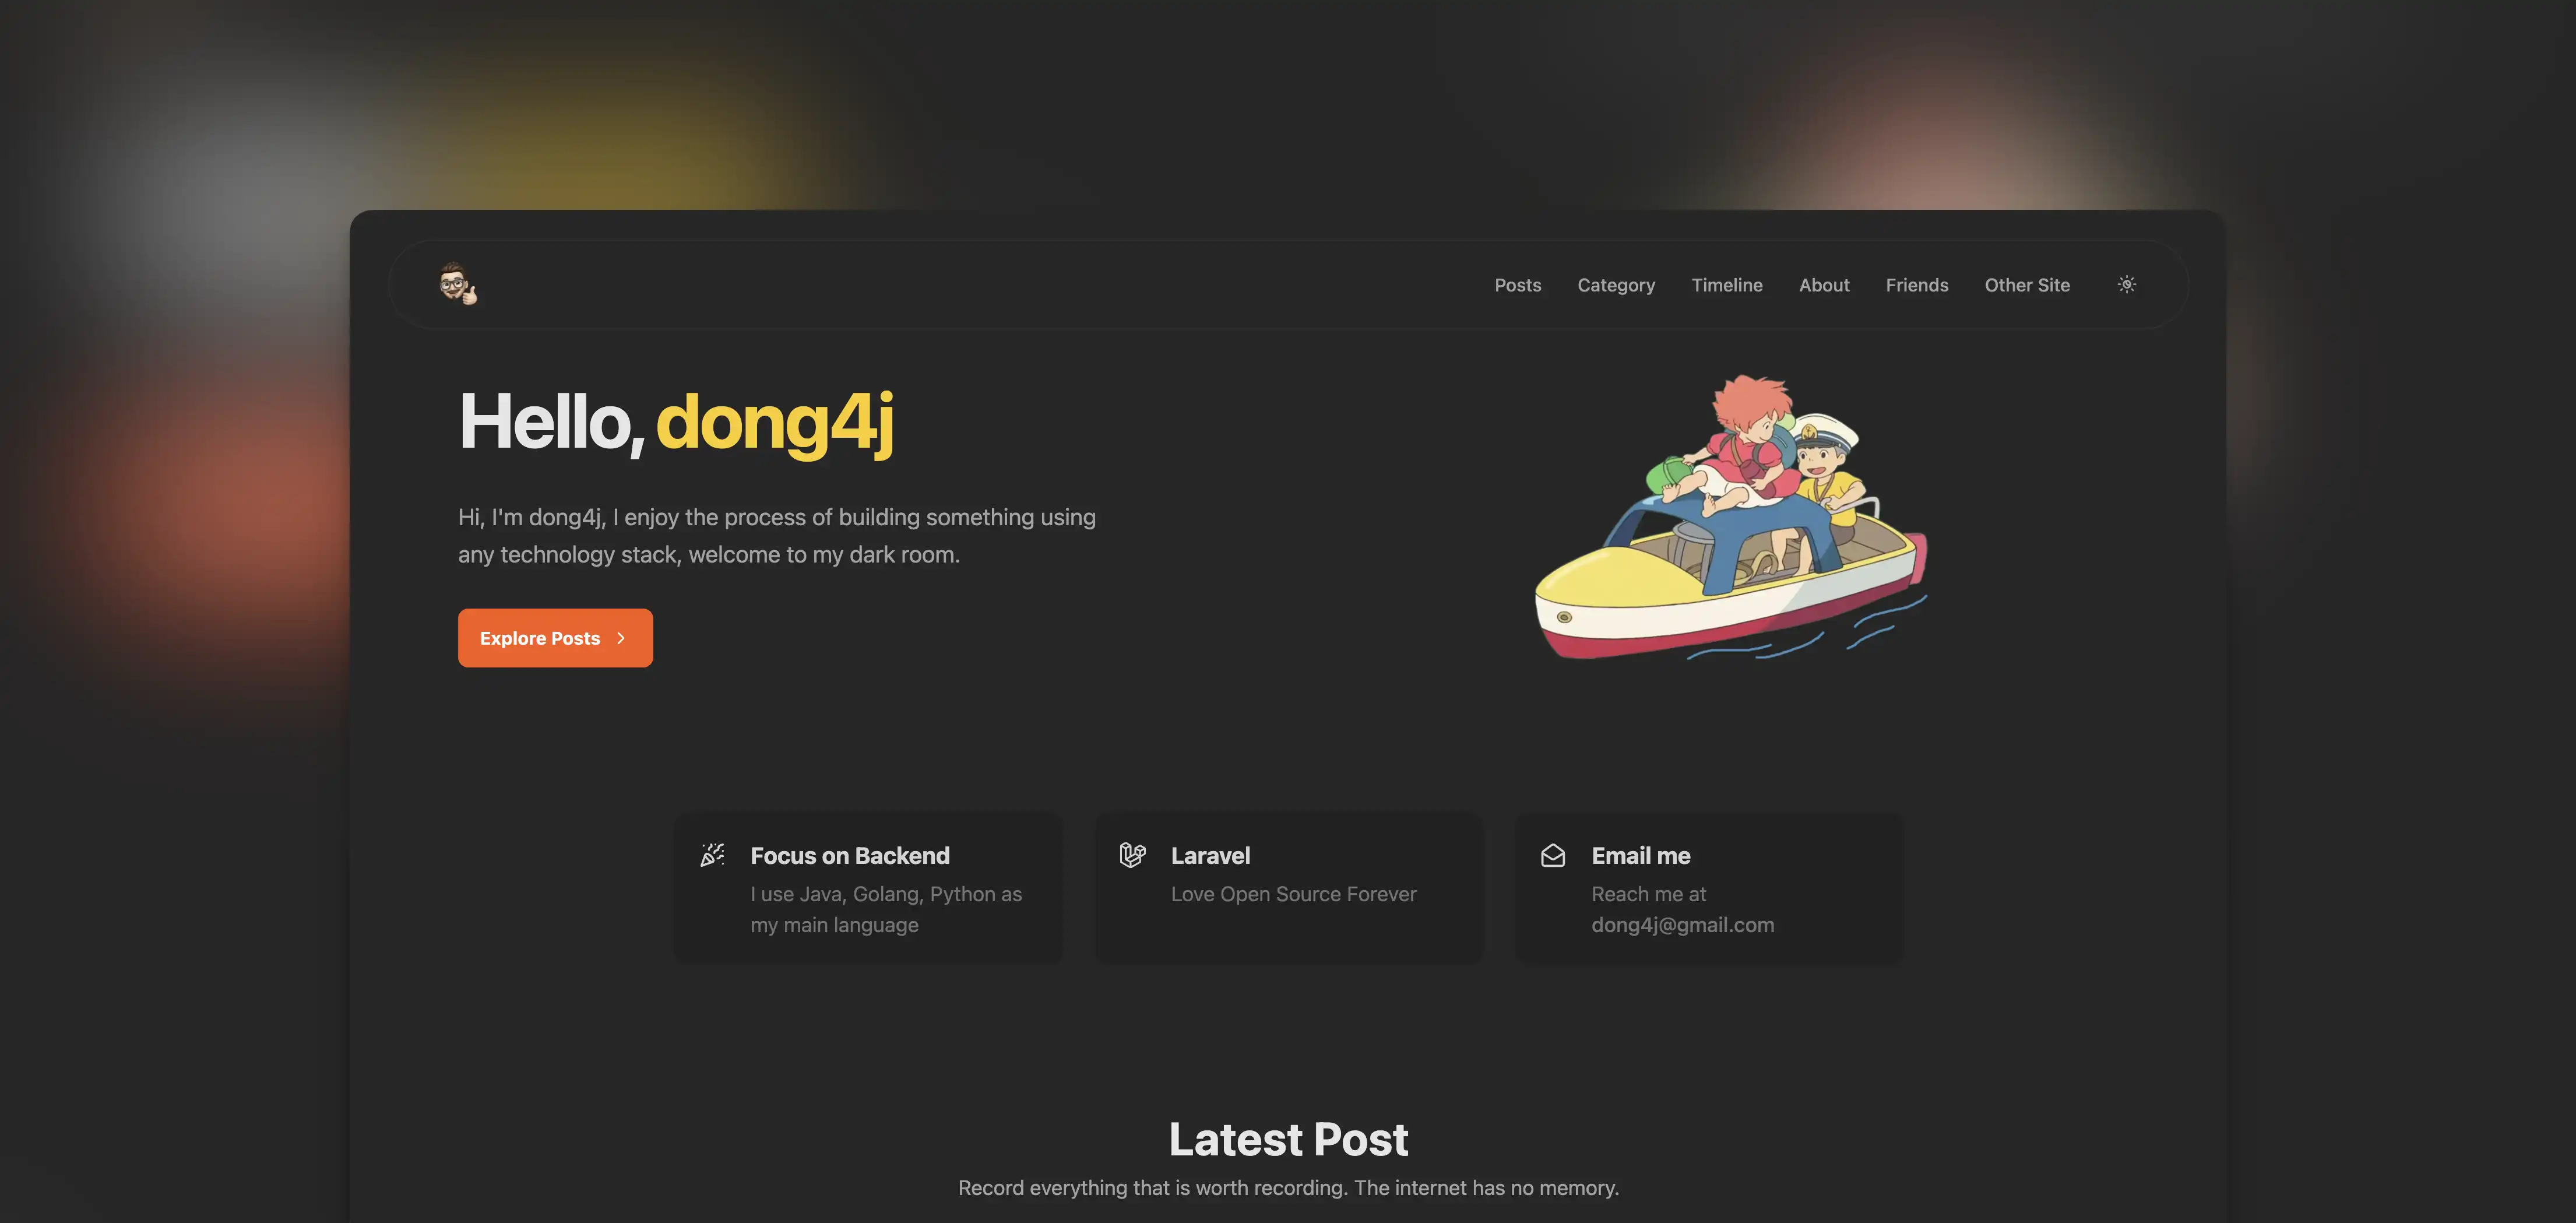 Posts Category Timeline About Friends Other Site
Hello, dong4j
Hi, I'm dong4j, I enjoy the process of building something using
any technology stack, welcome to my dark room.
Explore Posts
Focus on Backend
I use Java, Golang, Python as
my main language
Laravel
Love Open Source Forever
Email me
Reach me at
dong4j@gmail.com
Latest Post
Record everything that is worth recording. The internet has no memory.